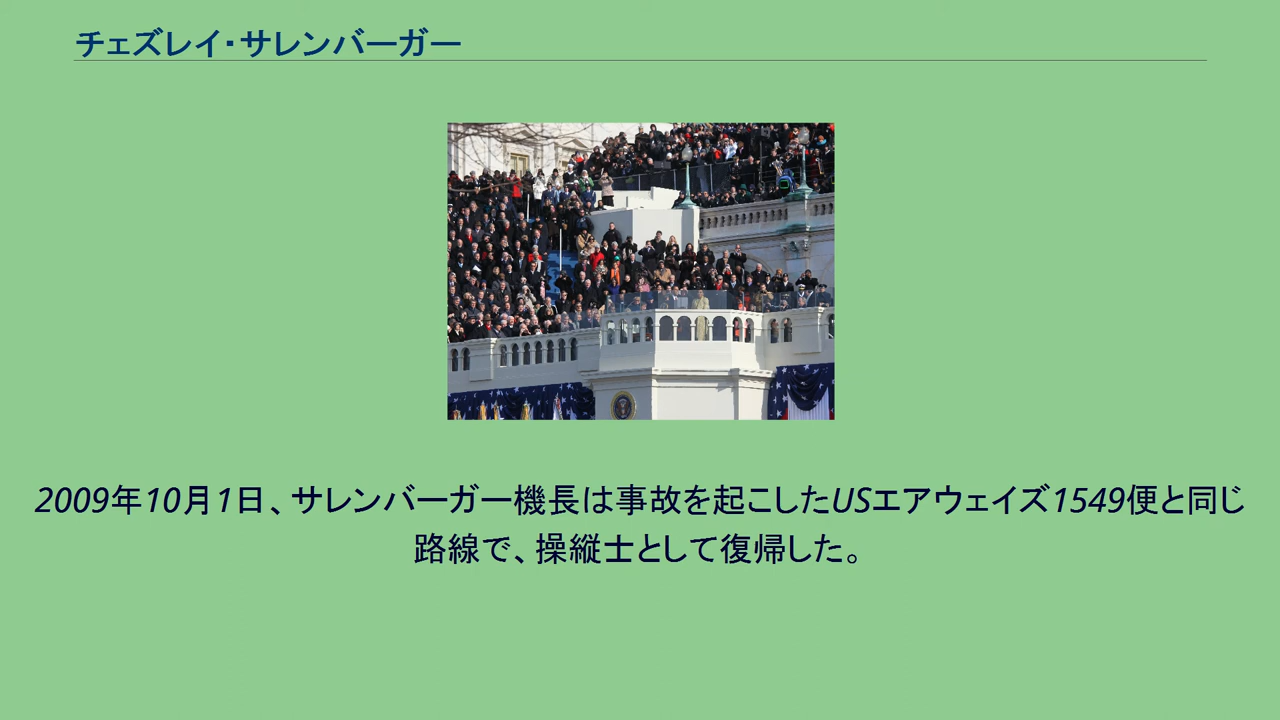 チェズレイ・サレンバーガー
2009年10月1日、サレンバーガー機長は事故を起こしたUSエアウェイズ1549便と同じ
路線で、操縦士として復帰した。